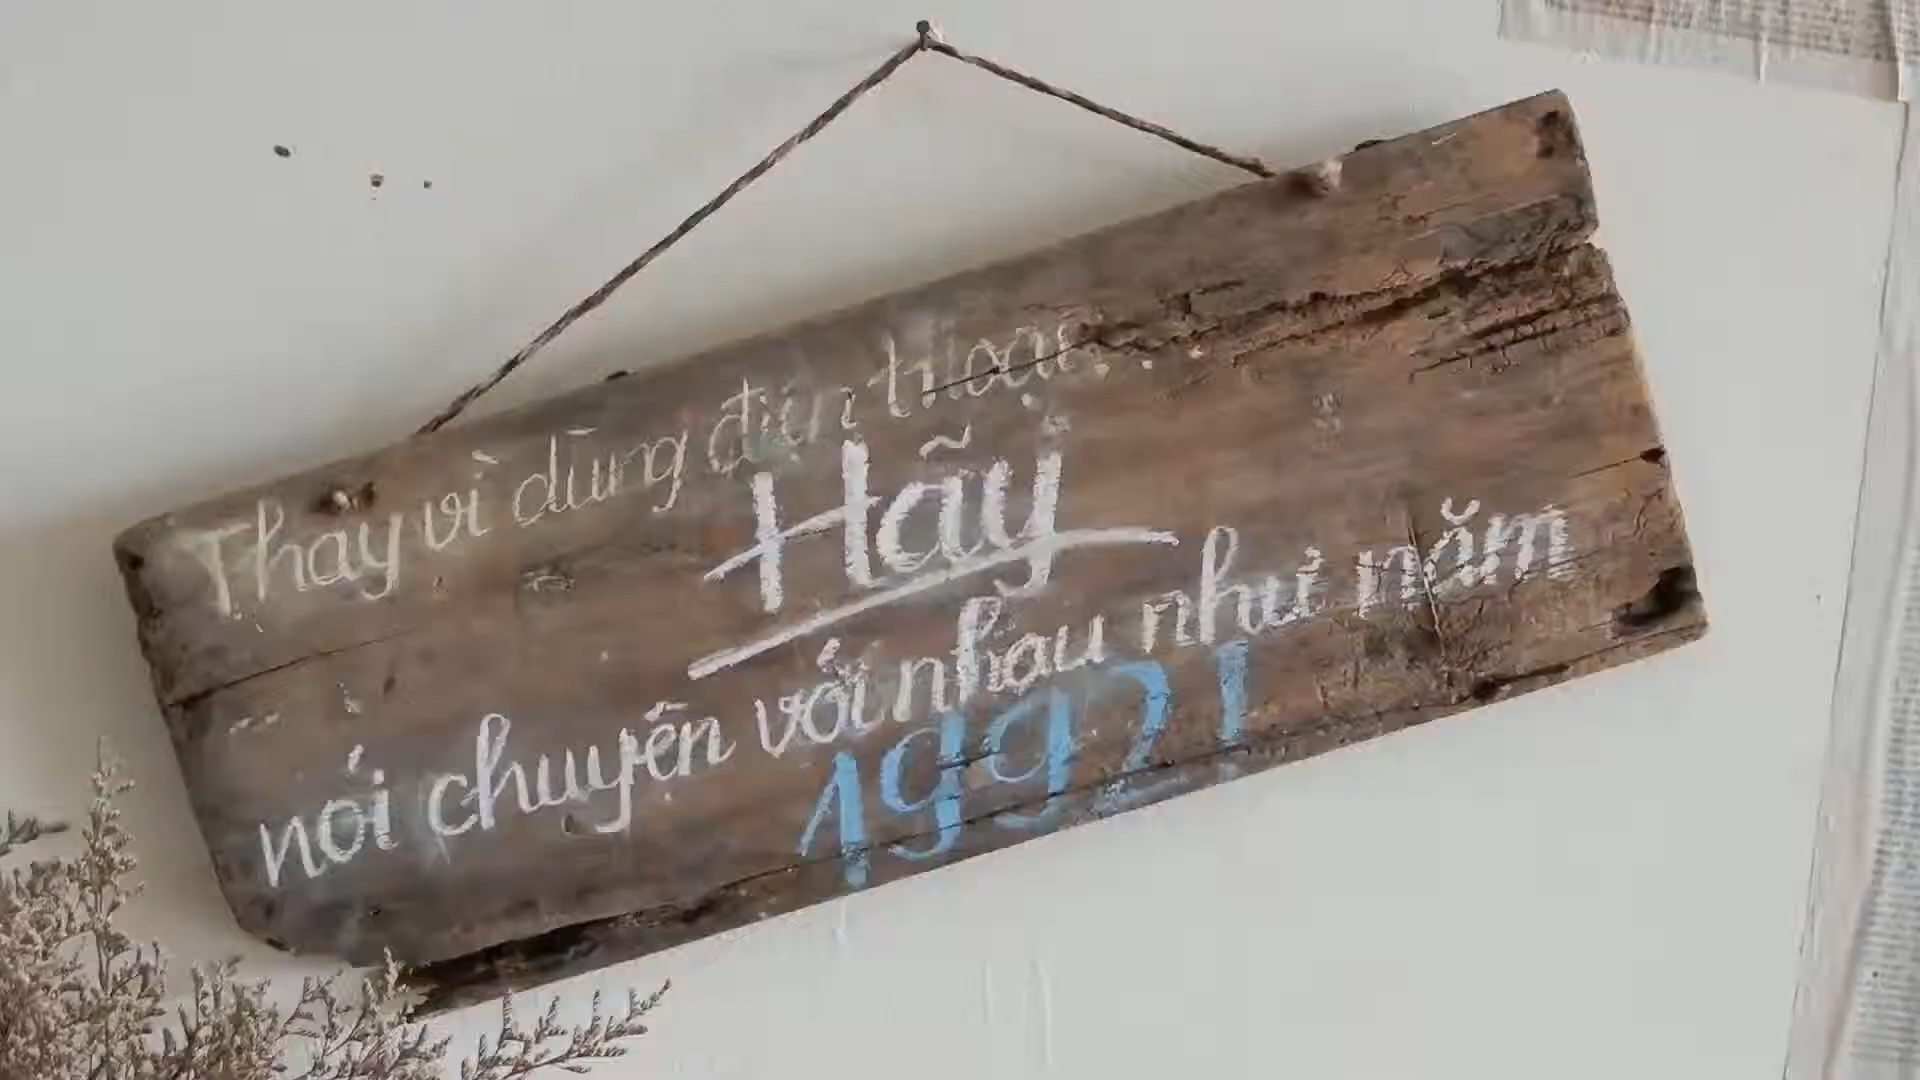 Thay vì dùng điện thoại...
Hãy
nói chuyện với nhau như năm
1992!